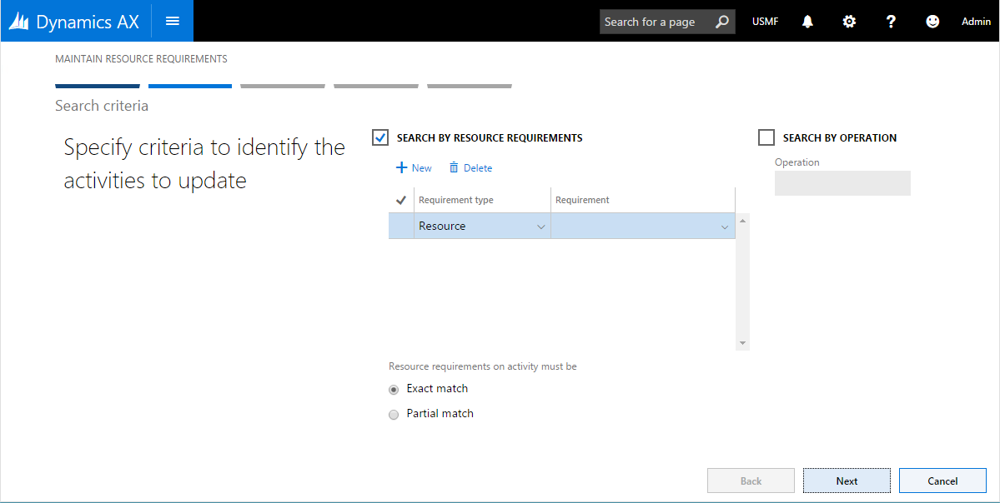 Dynamics AX
Search for a page
USMF
Admin
MAINTAIN RESOURCE REQUIREMENTS
Search criteria
Specify criteria to identify the
activities to update
SEARCH BY RESOURCE REQUIREMENTS
New
Delete
Requirement type
Requirement
Resource
Resource requirements on activity must be
Exact match
Partial match
SEARCH BY OPERATION
Operation
Back
Next
Cancel